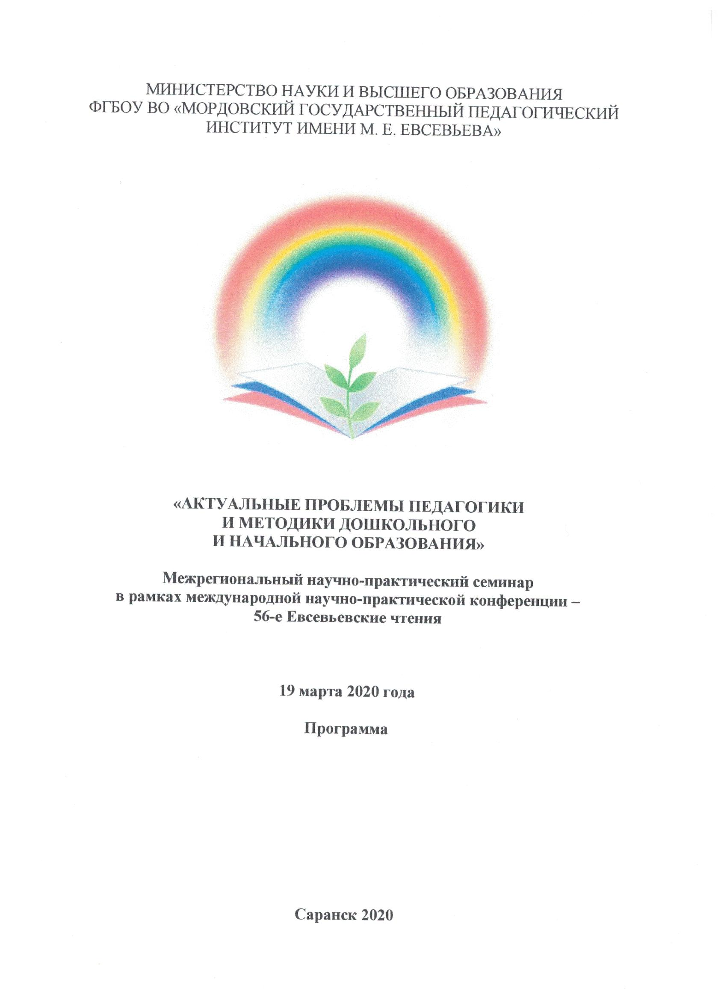 МИНИСТЕРСТВО НАУКИ И ВЫСШЕГО ОБРАЗОВАНИЯ
ФГБОУ ВО «МОРДОВСКИЙ ГОСУДАРСТВЕННЫЙ ПЕДАГОГИЧЕСКИЙ
ИНСТИТУТ ИМЕНИ М. Е. ЕВСЕВЬЕВА»
«АКТУАЛЬНЫЕ ПРОБЛЕМЫ ПЕДАГОГИКИ
И МЕТОДИКИ ДОШКОЛЬНОГО
И НАЧАЛЬНОГО ОБРАЗОВАНИЯ»
Межрегиональный научно-практический семинар
в рамках международной научно-практической конференции –
56-е Евсевьевские чтения
19 марта 2020 года
Программа
Саранск 2020